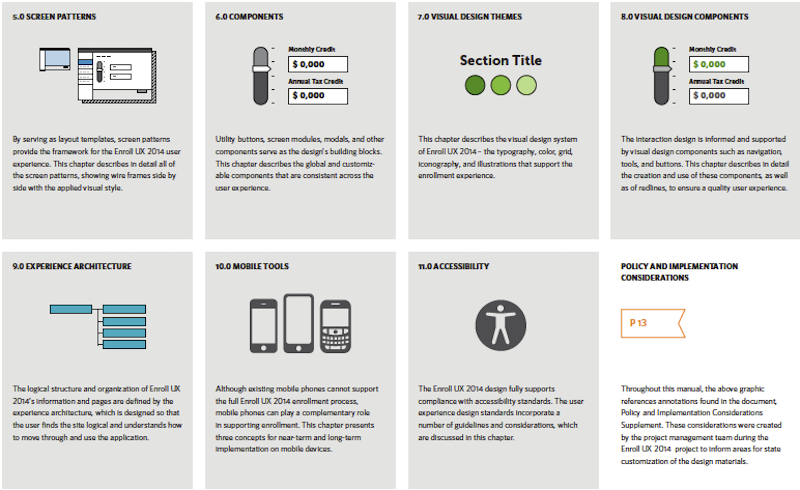 5.0 SCREEN PATTERNS
By serving as layout templates, screen patterns
provide the framework for the Enroll UX 2014 user
experience. This chapter describes in detail all of
the screen patterns, showing wire frames side by
side with the applied visual style.
6.0 COMPONENTS
Monthly Credit
$ 0,000
Annual Tax Credit
$ 0,000
Utility buttons, screen modules, modals, and other
components serve as the design's building blocks.
This chapter describes the global and customiz-
able components that are consistent across the
user experience.
7.0 VISUAL DESIGN THEMES
Section Title
This chapter describes the visual design system
of Enroll UX 2014 – the typography, color, grid,
iconography, and illustrations that support the
enrollment experience.
8.0 VISUAL DESIGN COMPONENTS
Monthly Credit
$ 0,000
Annual Tax Credit
$ 0,000
The interaction design is informed and supported
by visual design components such as navigation,
tools, and buttons. This chapter describes in detail
the creation and use of these components, as well
as of redlines, to ensure a quality user experience.
9.0 EXPERIENCE ARCHITECTURE
The logical structure and organization of Enroll UX
2014's information and pages are defined by the
experience architecture, which is designed so that
the user finds the site logical and understands how
to move through and use the application.
10.0 MOBILE TOOLS
Although existing mobile phones cannot support
the full Enroll UX 2014 enrollment process,
mobile phones can play a complementary role
in supporting enrollment. This chapter presents
three concepts for near-term and long-term
implementation on mobile devices.
11.0 ACCESSIBILITY
The Enroll UX 2014 design fully supports
compliance with accessibility standards. The user
experience design standards incorporate a
number of guidelines and considerations, which
are discussed in this chapter.
POLICY AND IMPLEMENTATION
CONSIDERATIONS
P 13
Throughout this manual, the above graphic
references annotations found in the document,
Policy and Implementation Considerations
Supplement. These considerations were created
by the project management team during the
Enroll UX 2014 project to inform areas for state
customization of the design materials.